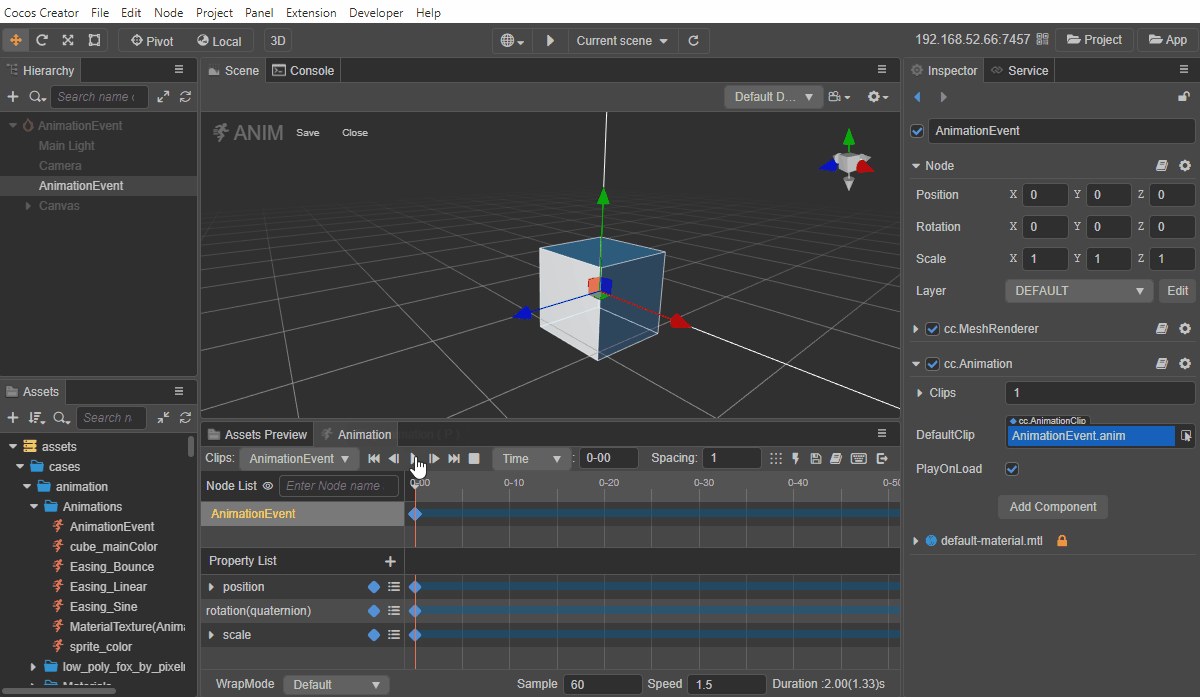 Cocos Creator File Edit Node Project Panel Extension Developer Help
Pivot Local 3D Current scene 192.168.52.66:7457 Project App
Hierarchy
Search name
AnimationEvent
Main Light
Camera
AnimationEvent
Canvas
Scene Console
Default D...
ANIM Save Close
Inspector Service
AnimationEvent
Node
Position X 0 Y 0 Z 0
Rotation X 0 Y 0 Z 0
Scale X 1 Y 1 Z 1
Layer DEFAULT Edit
cc.MeshRenderer
cc.Animation
Clips 1
cc.AnimationClip
DefaultClip AnimationEvent.anim
PlayOnLoad
Add Component
default-material.mtl
Assets
Search n
assets
cases
animation
Animations
AnimationEvent
cube_mainColor
Easing_Bounce
Easing_Linear
Easing_Sine
MaterialTexture(Anima
sprite_color
low_poly_fox_by_pixelr
Materials
Assets Preview Animation
Clips: AnimationEvent Time : 0-00 Spacing: 1
Node List Enter Node name 0-00 0-10 0-20 0-30 0-40 0-50
AnimationEvent
Property List
position
rotation(quaternion)
scale
WrapMode Default Sample 60 Speed 1.5 Duration :2.00(1.33)s